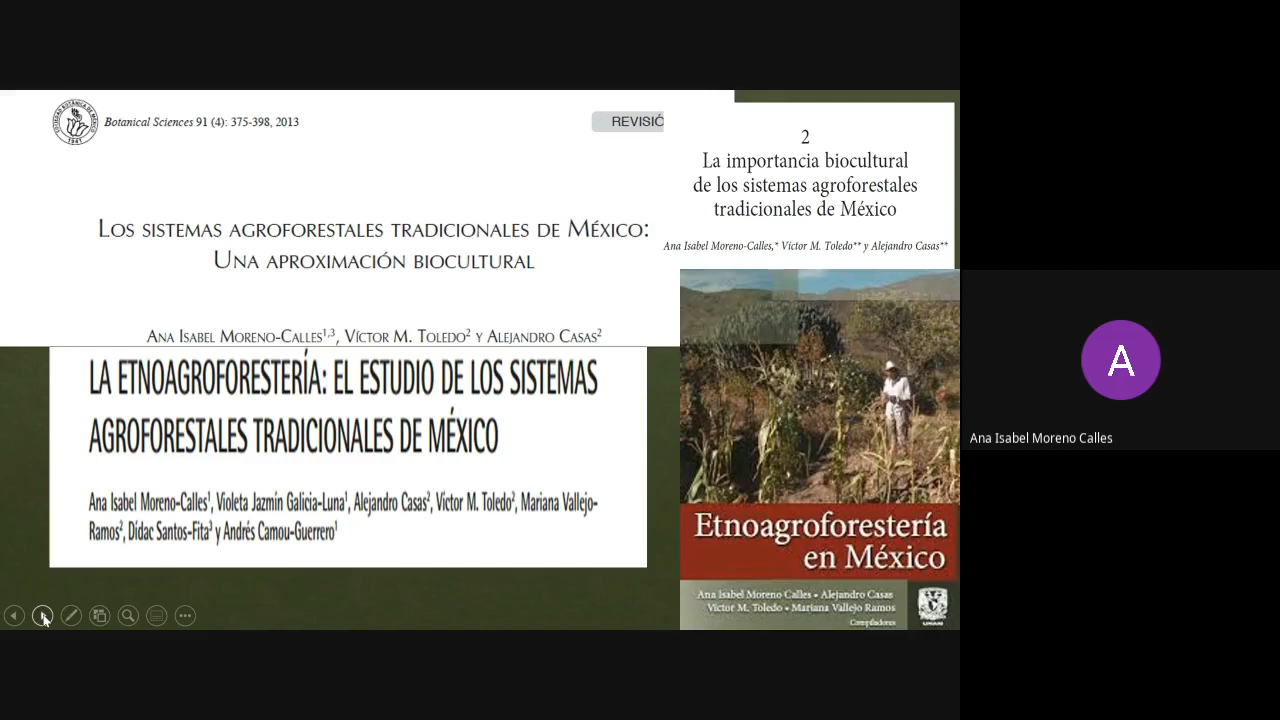 Botanical Sciences 91 (4): 375-398, 2013
REVISIÓ
LOS SISTEMAS AGROFORESTALES TRADICIONALES DE MÉXICO:
UNA APROXIMACIÓN BIOCULTURAL
ANA ISABEL MORENO-CALLES1,3, VÍCTOR M. TOLEDO2 Y ALEJANDRO CASAS2
LA ETNOAGROFORESTERÍA: EL ESTUDIO DE LOS SISTEMAS
AGROFORESTALES TRADICIONALES DE MÉXICO
Ana Isabel Moreno-Calles1, Violeta Jazmín Galicia-Luna1, Alejandro Casas2, Víctor M. Toledo2, Mariana Vallejo-
Ramos2, Dídac Santos-Fita3 y Andrés Camou-Guerrero1
2
La importancia biocultural
de los sistemas agroforestales
tradicionales de México
Ana Isabel Moreno-Calles,* Víctor M. Toledo** y Alejandro Casas**
Etnoagroforestería
en México
Ana Isabel Moreno Calles • Alejandro Casas
Víctor M. Toledo • Mariana Vallejo Ramos
Compiladores
UNAM
A
Ana Isabel Moreno Calles